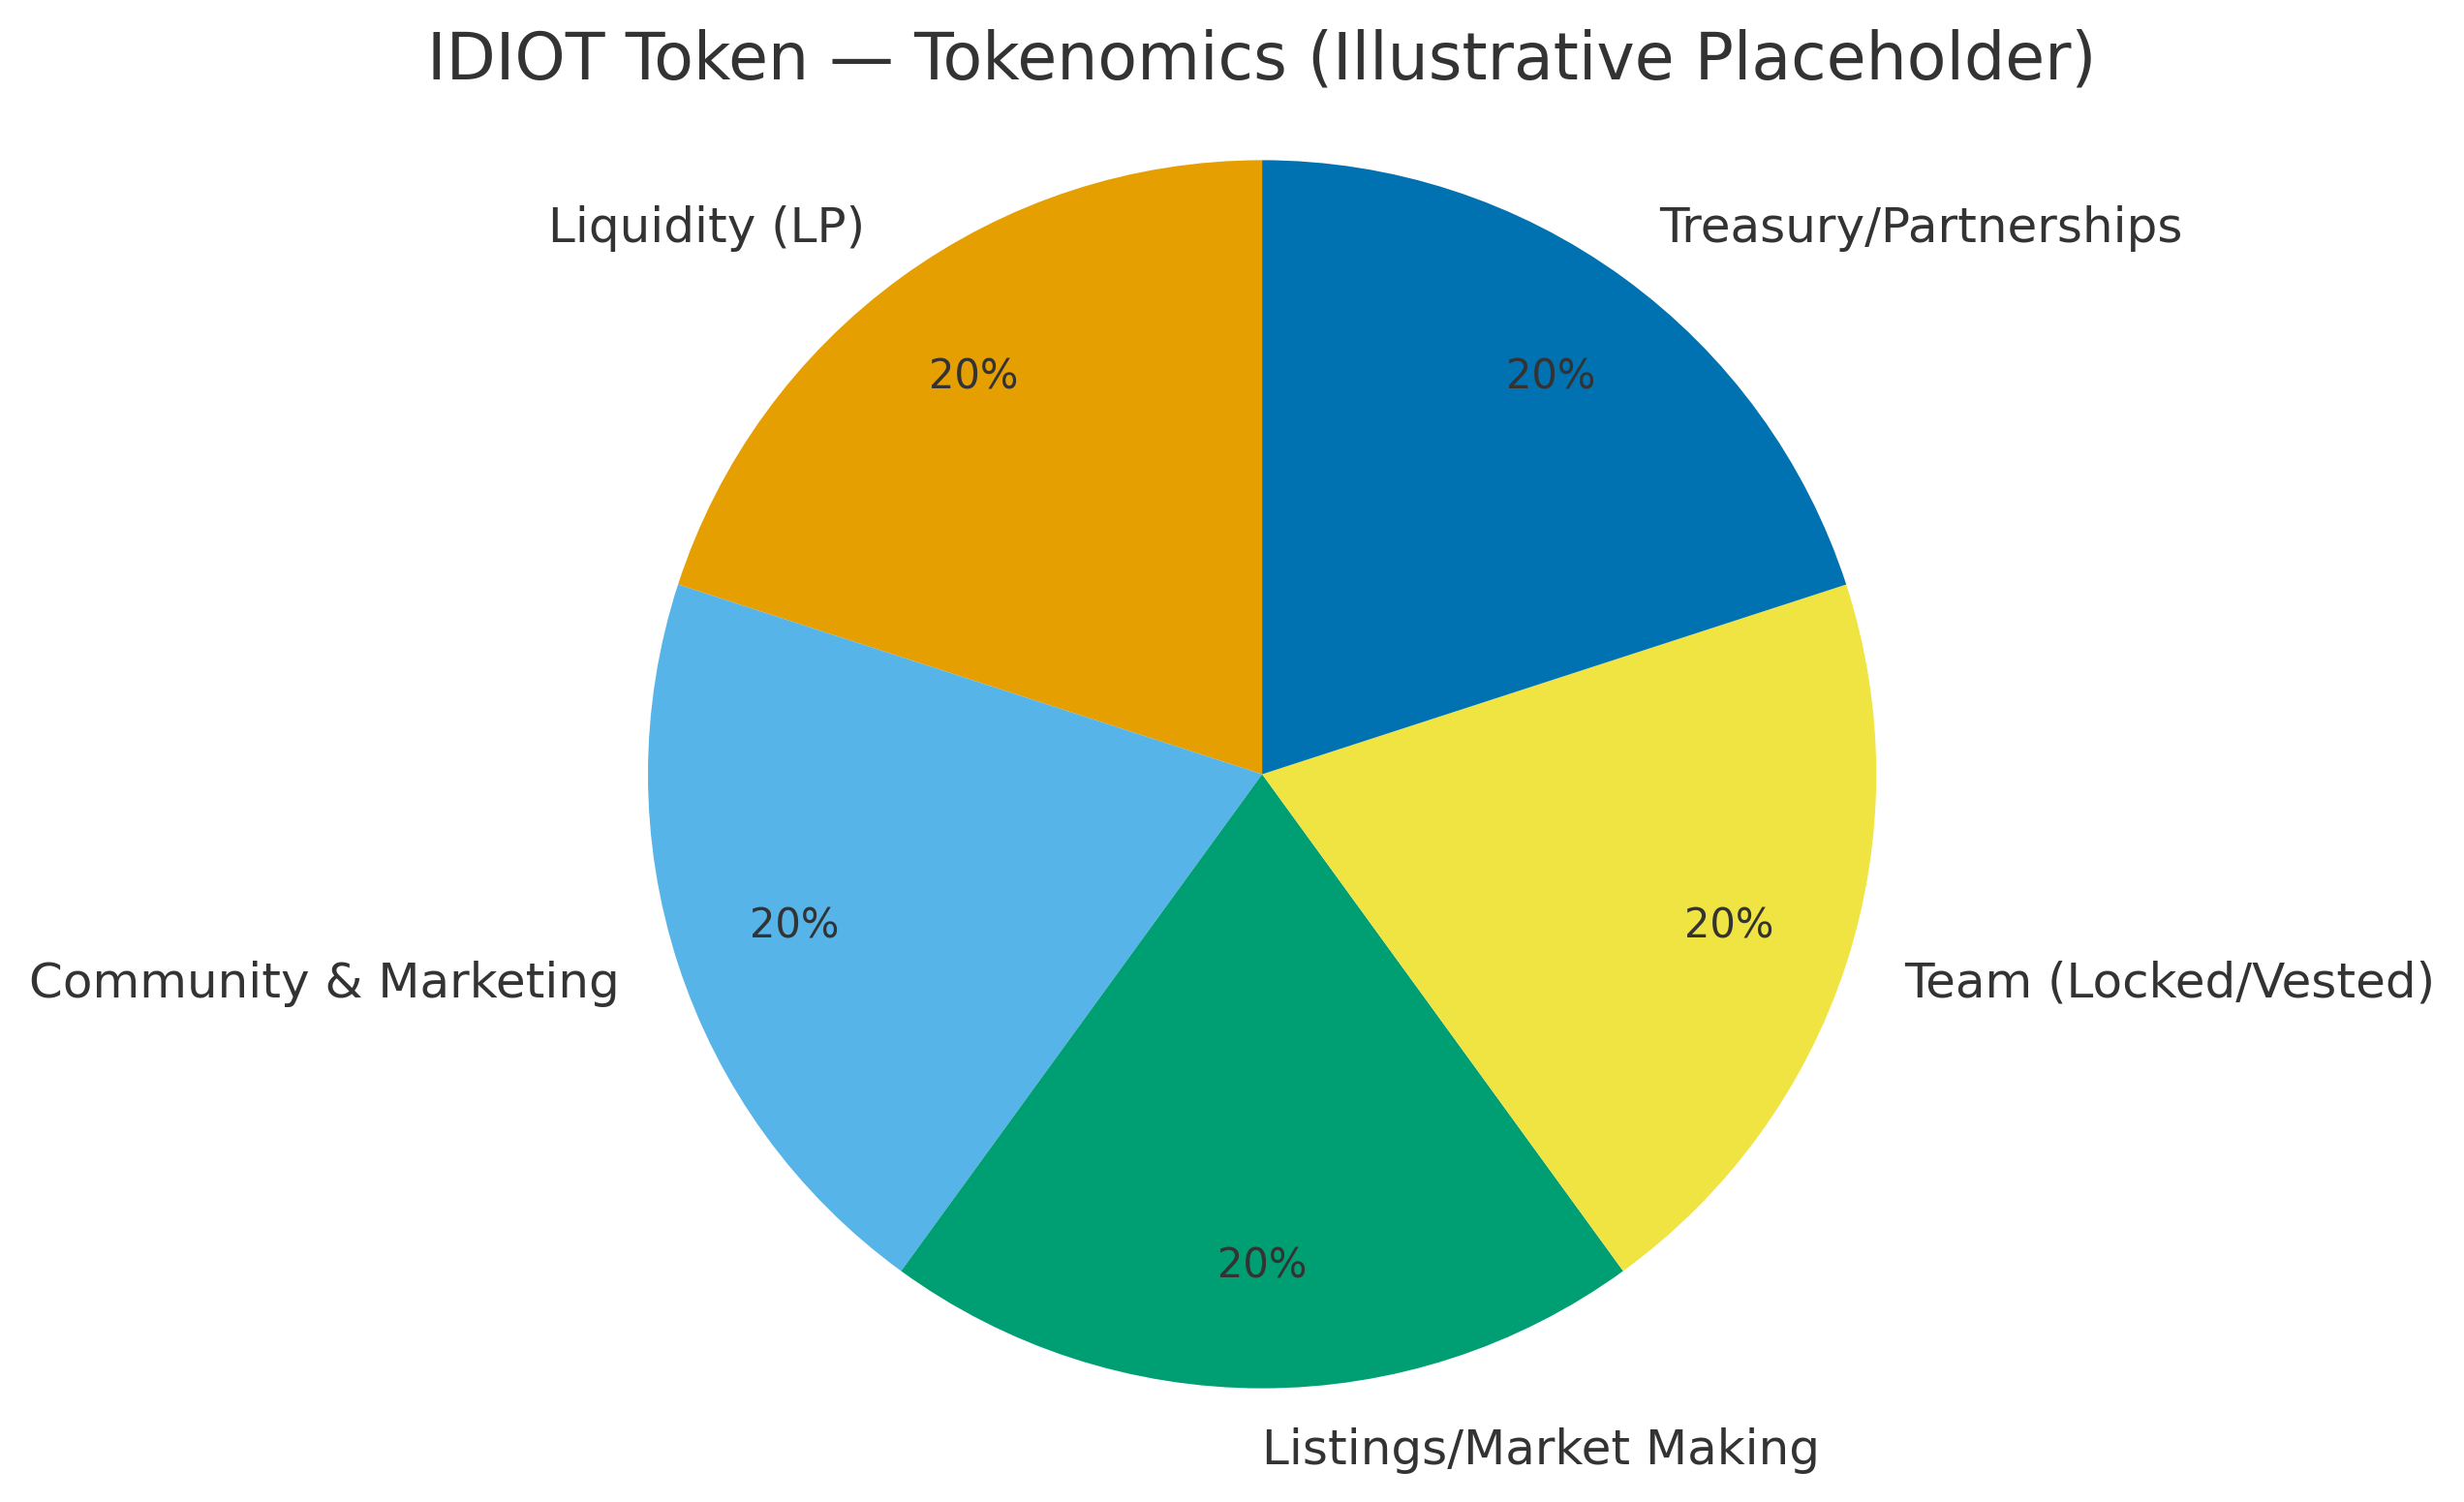 IDIOT Token — Tokenomics (Illustrative Placeholder)
Liquidity (LP)
Treasury/Partnerships
20%
20%
20%
20%
Community & Marketing
Team (Locked/Vested)
20%
Listings/Market Making